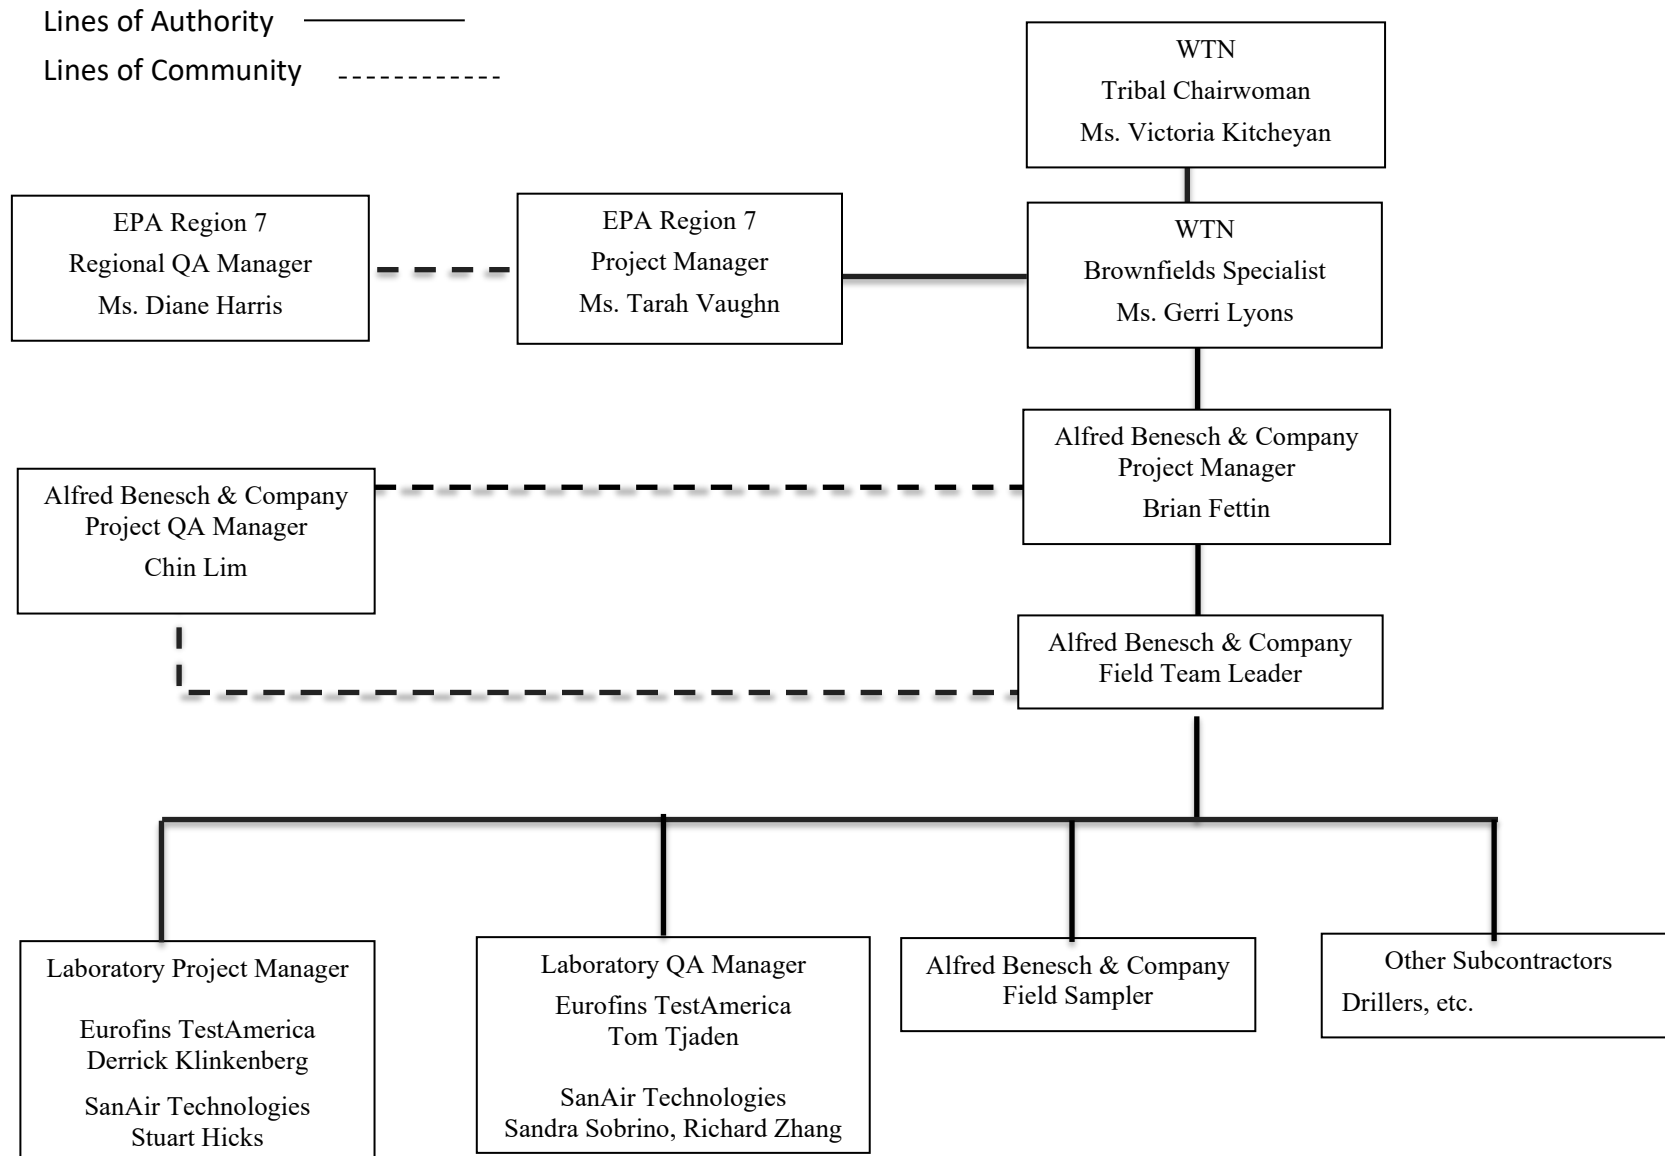 Lines of Authority
Lines of Community
WTN
Tribal Chairwoman
Ms. Victoria Kitcheyan
EPA Region 7
Regional QA Manager
Ms. Diane Harris
EPA Region 7
Project Manager
Ms. Tarah Vaughn
WTN
Brownfields Specialist
Ms. Gerri Lyons
Alfred Benesch & Company
Project Manager
Brian Fettin
Alfred Benesch & Company
Project QA Manager
Chin Lim
Alfred Benesch & Company
Field Team Leader
Laboratory Project Manager
Eurofins TestAmerica
Derrick Klinkenberg
SanAir Technologies
Stuart Hicks
Laboratory QA Manager
Eurofins TestAmerica
Tom Tjaden
SanAir Technologies
Sandra Sobrino, Richard Zhang
Alfred Benesch & Company
Field Sampler
Other Subcontractors
Drillers, etc.